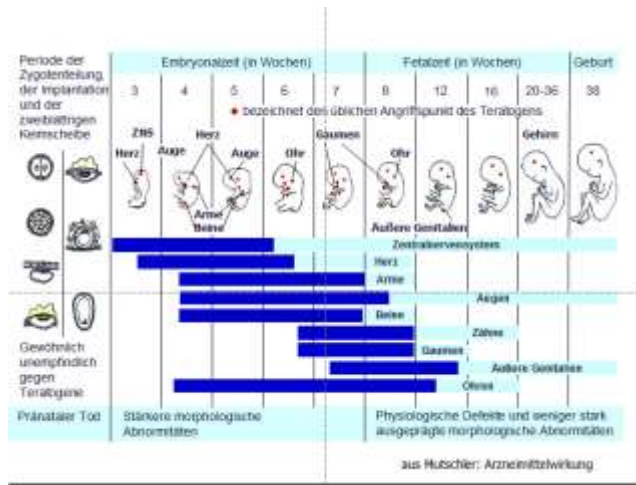 Periode der
Zygotenteilung,
der Implantation
und der
zweiblättrigen
Keimscheibe
Embryonalzeit (in Wochen)
Fetalzeit (in Wochen)
Geburt
3 4 5 6 7 8 12 16 20-36 38
• bezeichnet den üblichen Angriffspunkt des Teratogens
ZNS
Herz
Gaumen
Gehirn
Herz
Auge
Auge
Ohr
Ohr
Arme
Beine
Äußere Genitalien
Zentralnervensystem
Herz
Arme
Augen
Beine
Zähne
Gaumen
Äußere Genitalien
Ohren
Gewöhnlich
unempfindlich
gegen
Teratogene
Pränataler Tod
Stärkere morphologische
Abnormitäten
Physiologische Defekte und weniger stark
ausgeprägte morphologische Abnormitäten
aus Mutschler: Arzneimittelwirkung